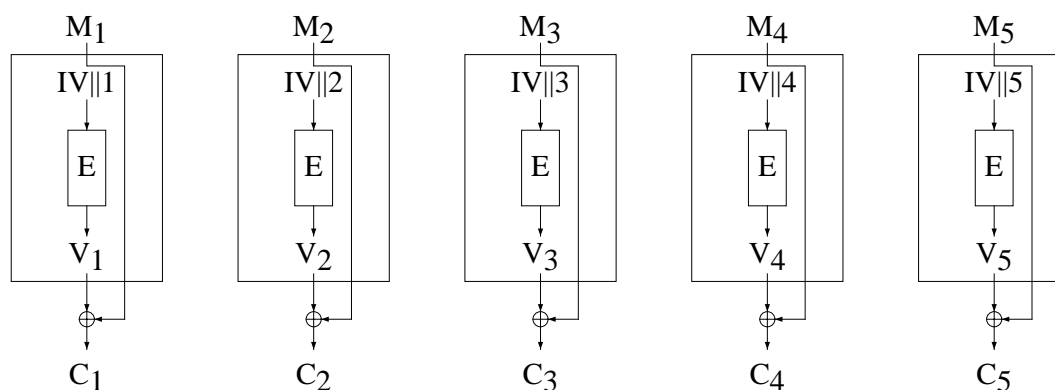 M1 M2 M3 M4 M5
IV||1 IV||2 IV||3 IV||4 IV||5
E E E E E
V1 V2 V3 V4 V5
C1 C2 C3 C4 C5